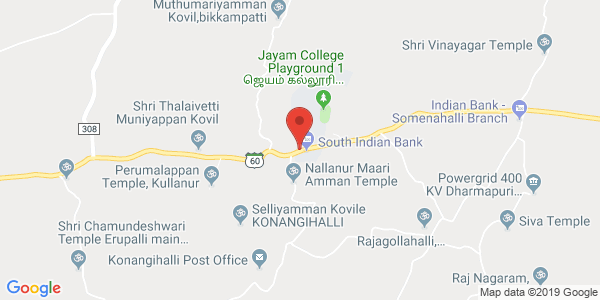 Muthumariyamman
Kovil,bikkampatti
Jayam College
Playground 1
ஜெயம் கல்லூரி...
Shri Vinayagar Temple
Shri Thalaivetti
Muniyappan Kovil
308
Indian Bank -
Somenahalli Branch
South Indian Bank
60
Perumalappan
Temple, Kullanur
Nallanur Maari
Amman Temple
Powergrid 400
KV Dharmapuri...
Selliyamman Kovile
KONANGIHALLI
Shri Chamundeshwari
Temple Erupalli main...
Siva Temple
Rajagollahalli,...
Konangihalli Post Office
Raj Nagaram,...
Google
Map data ©2019 Google